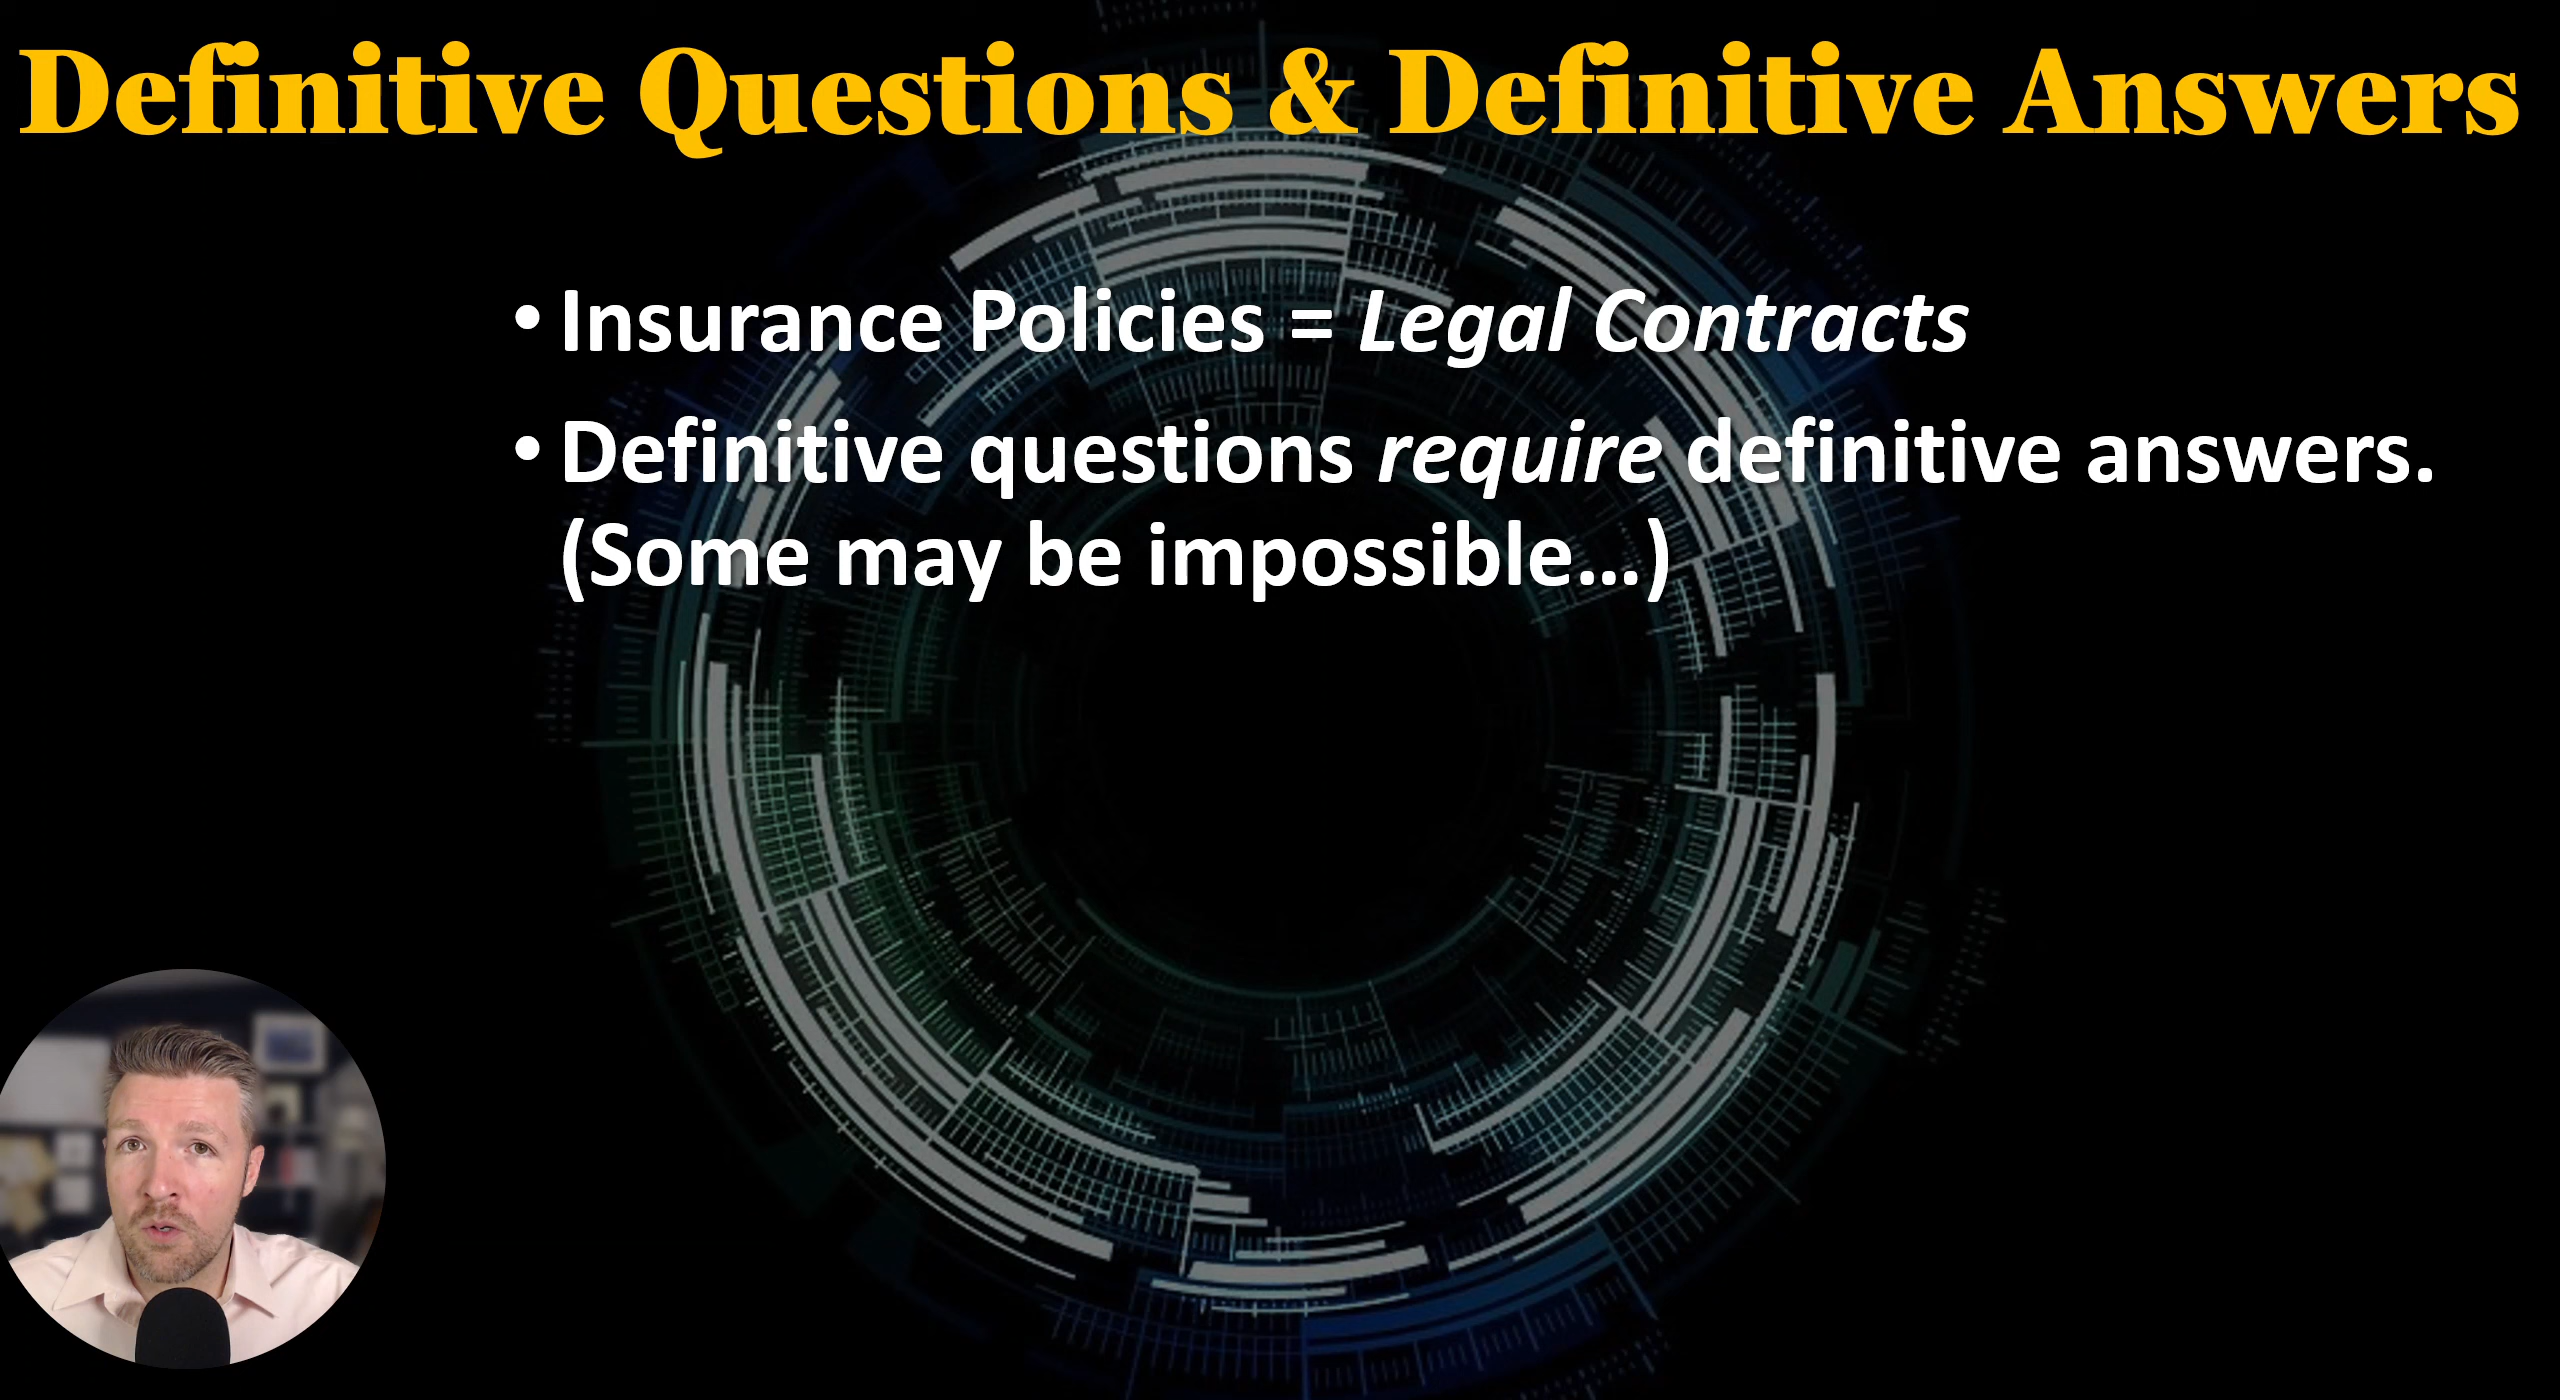 Definitive Questions & Definitive Answers
• Insurance Policies = Legal Contracts
• Definitive questions require definitive answers.
(Some may be impossible...)